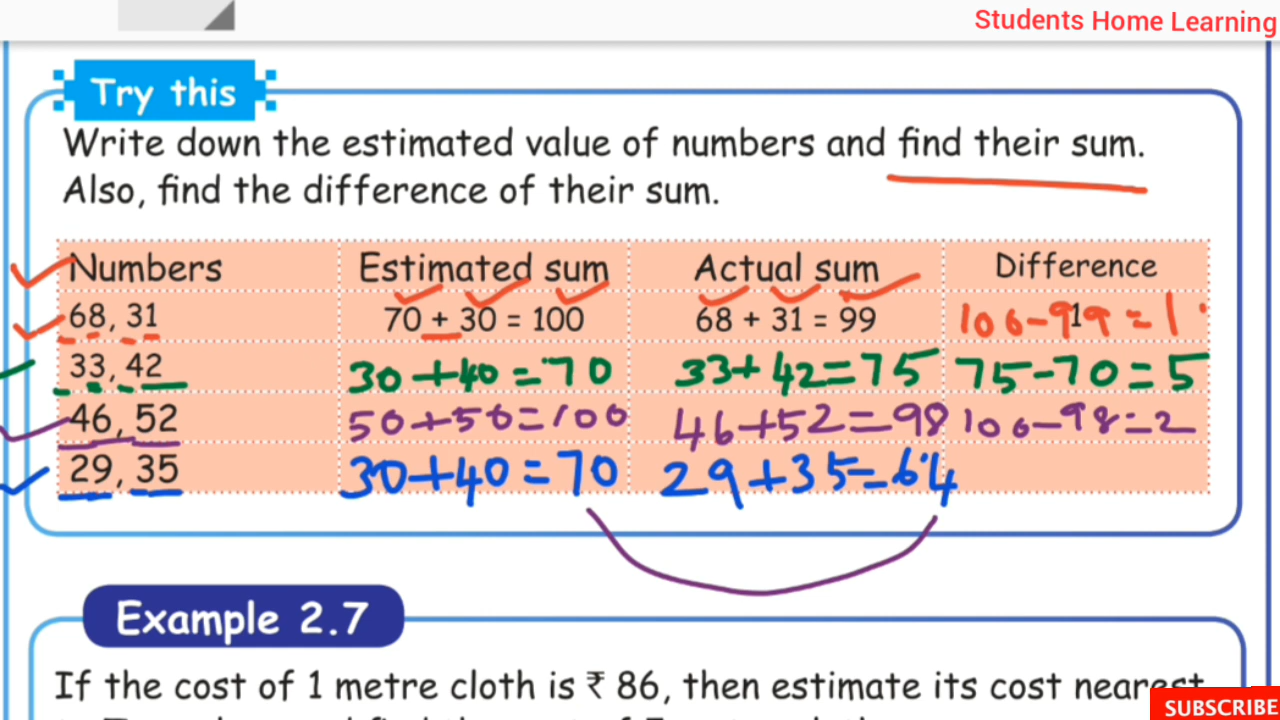 Students Home Learning
Try this
Write down the estimated value of numbers and find their sum.
Also, find the difference of their sum.
Numbers Estimated sum Actual sum Difference
68, 31 70 + 30 = 100 68 + 31 = 99 1 100-99=1
33, 42 30+40=70 33+42=75 75-70=5
46, 52 50+50=100 46+52=98 100-98=2
29, 35 30+40=70 29+35=64
Example 2.7
If the cost of 1 metre cloth is ₹ 86, then estimate its cost nearest
SUBSCRIBE